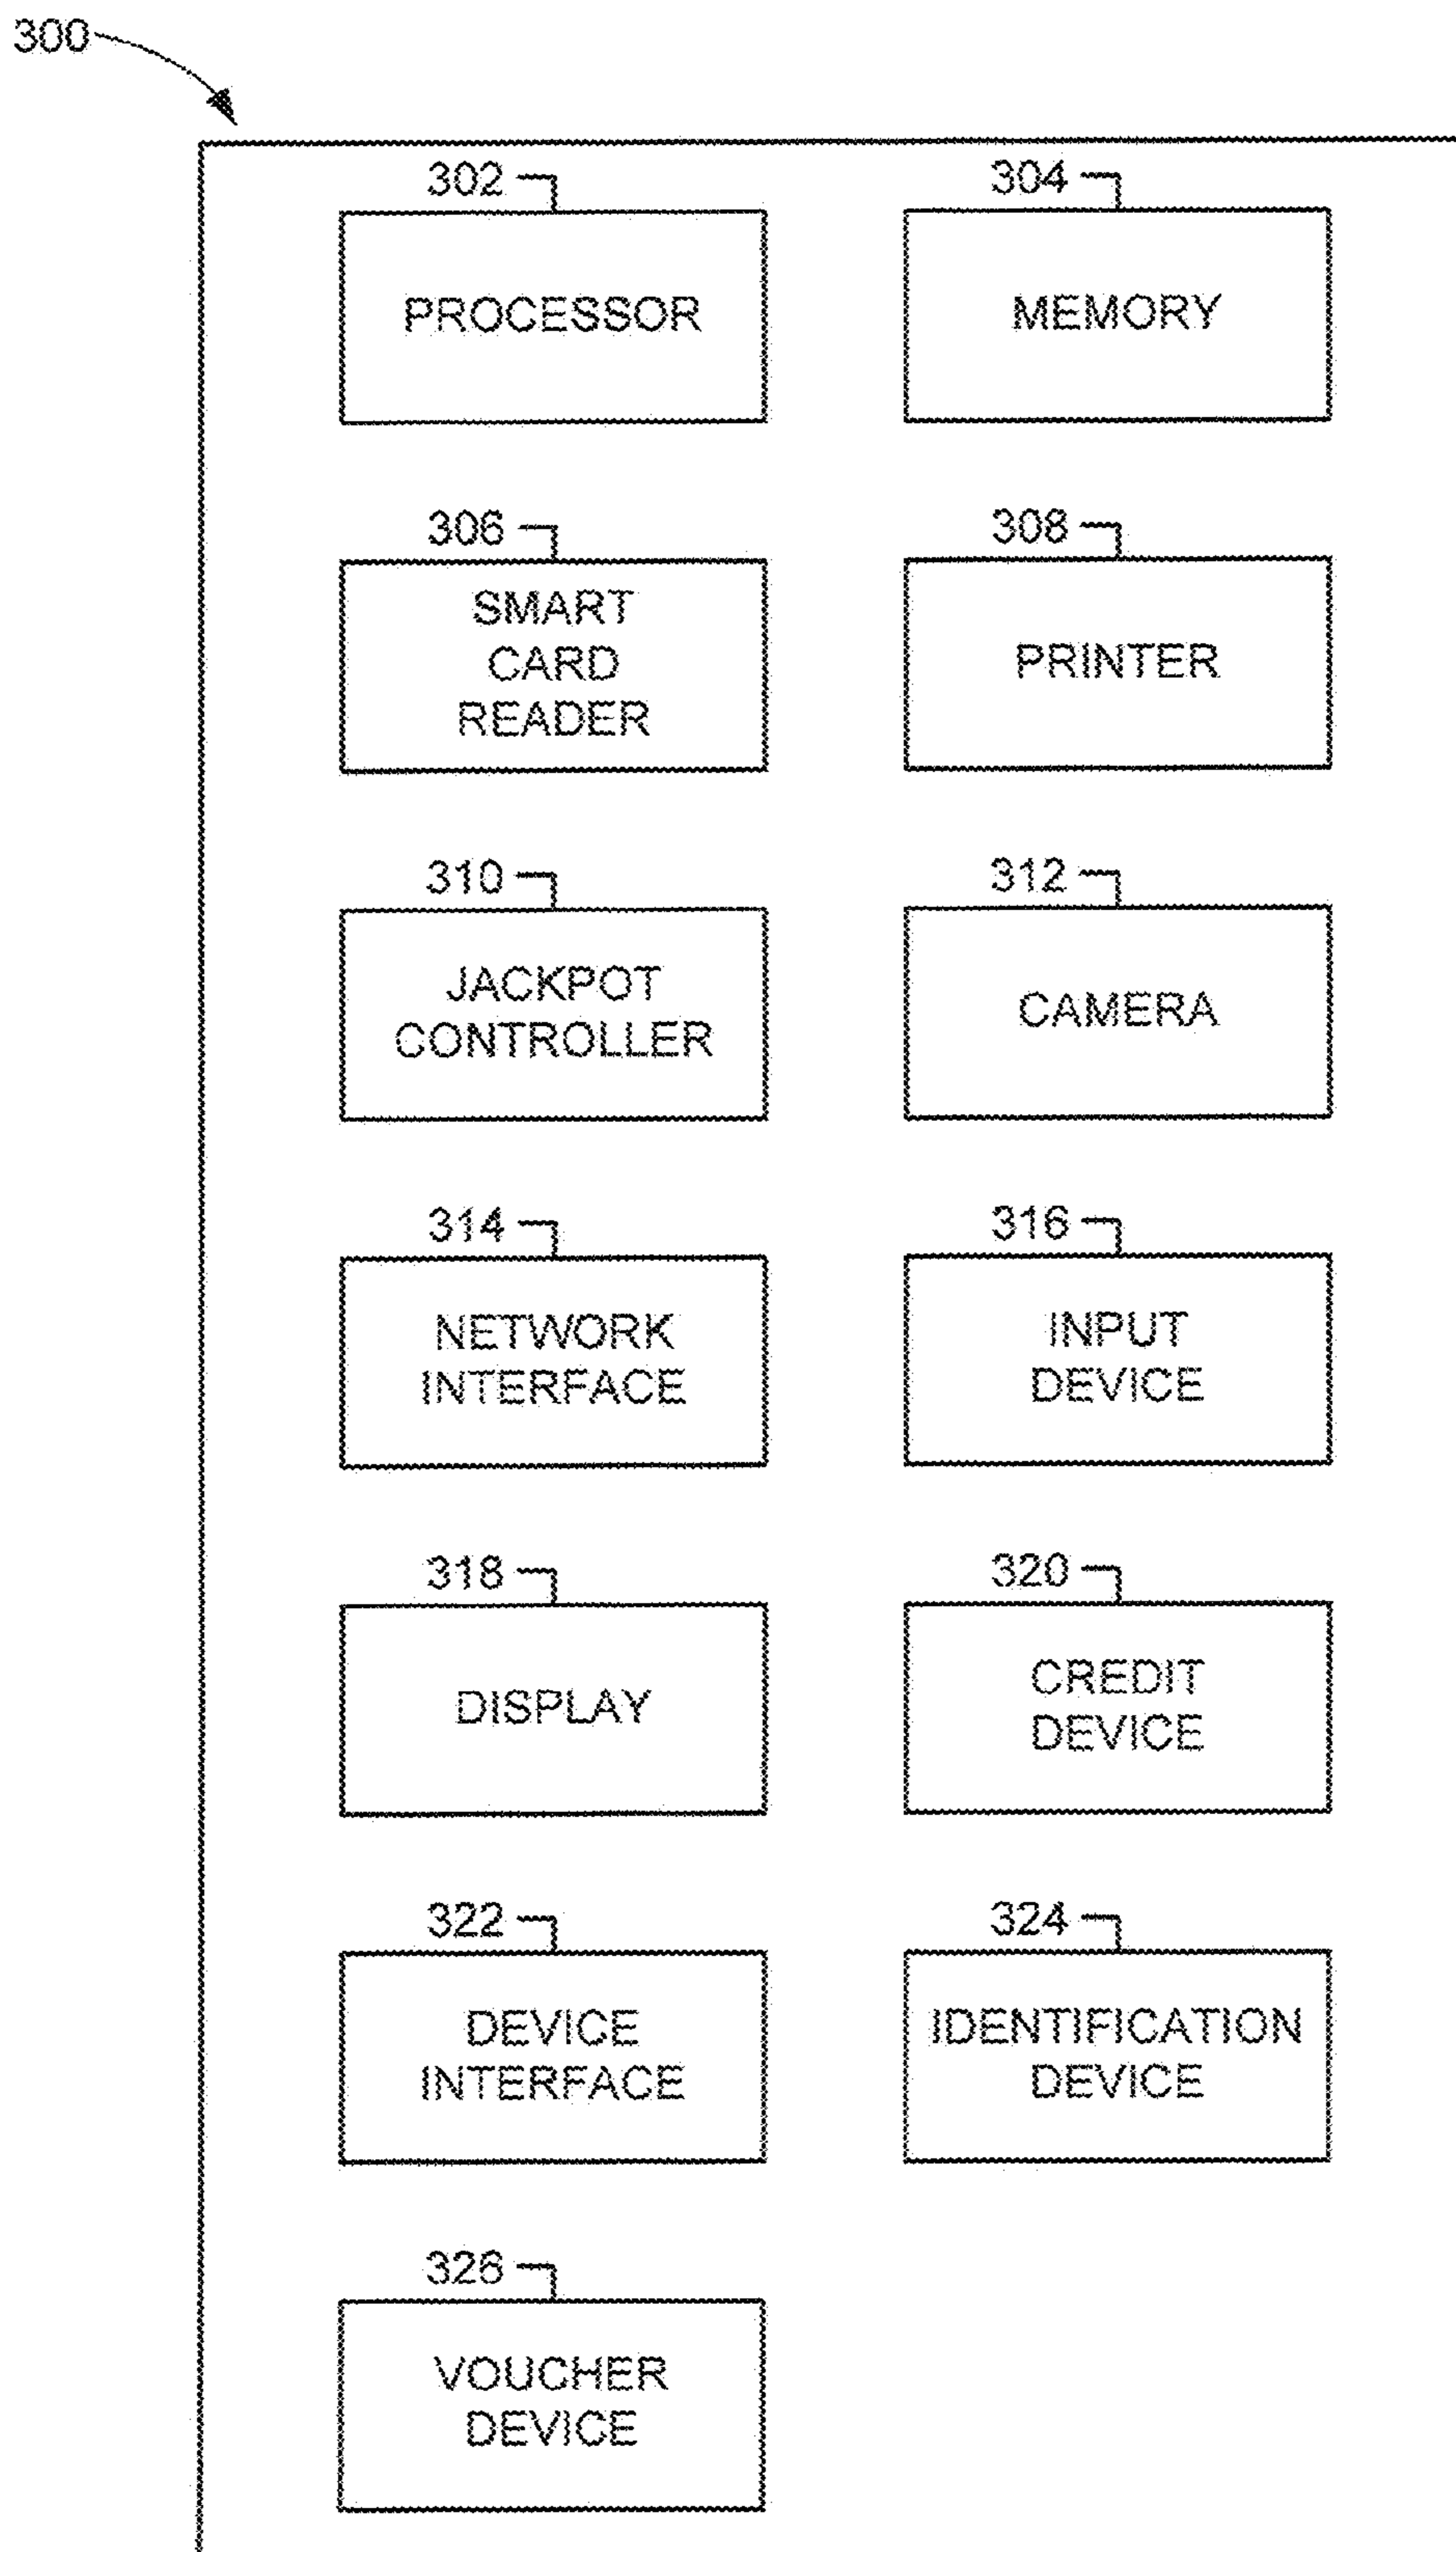 300
302
304
PROCESSOR
MEMORY
306
308
SMART
CARD
READER
PRINTER
310
312
JACKPOT
CONTROLLER
CAMERA
314
316
NETWORK
INTERFACE
INPUT
DEVICE
318
320
DISPLAY
CREDIT
DEVICE
322
324
DEVICE
INTERFACE
IDENTIFICATION
DEVICE
326
VOUCHER
DEVICE